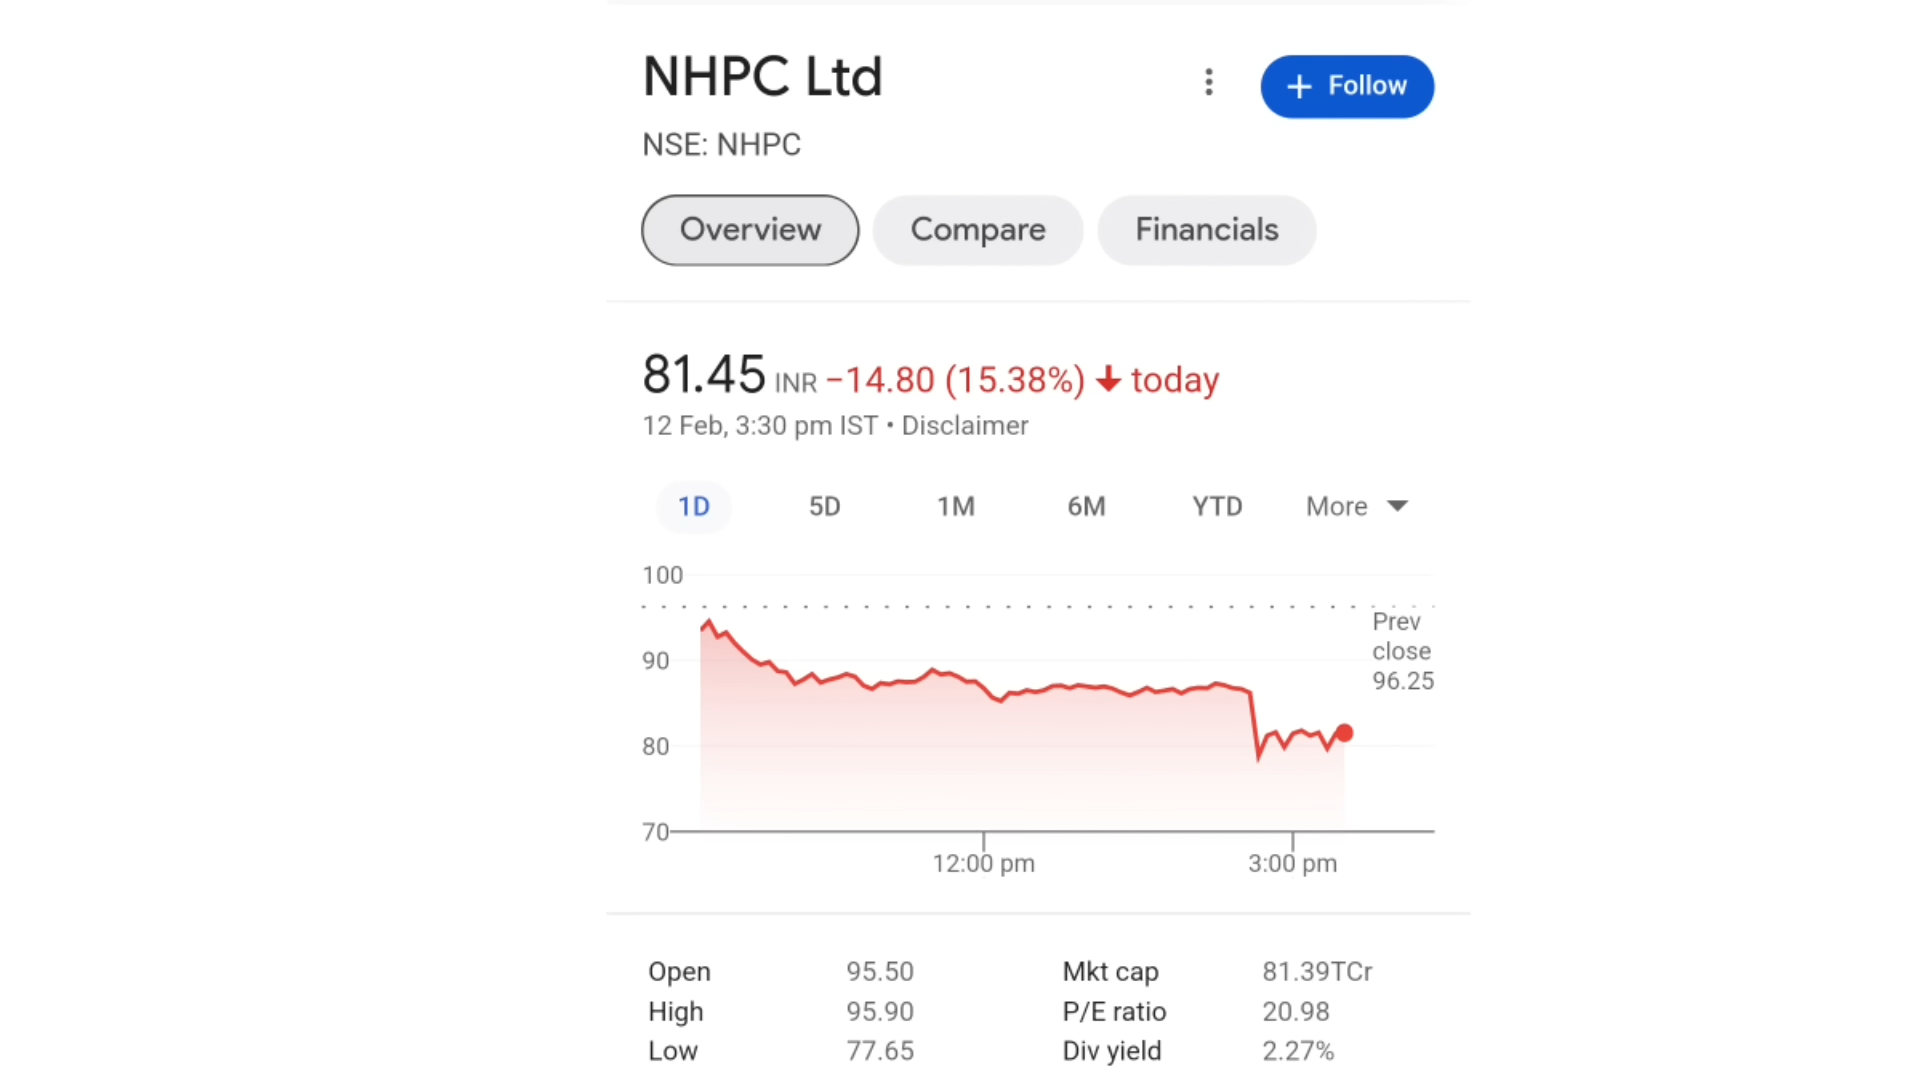 NHPC Ltd
+ Follow
NSE: NHPC
Overview Compare Financials
81.45 INR −14.80 (15.38%) today
12 Feb, 3:30 pm IST • Disclaimer
1D 5D 1M 6M YTD More
100
Prev
close
96.25
90
80
70
12:00 pm 3:00 pm
Open 95.50 Mkt cap 81.39TCr
High 95.90 P/E ratio 20.98
Low 77.65 Div yield 2.27%